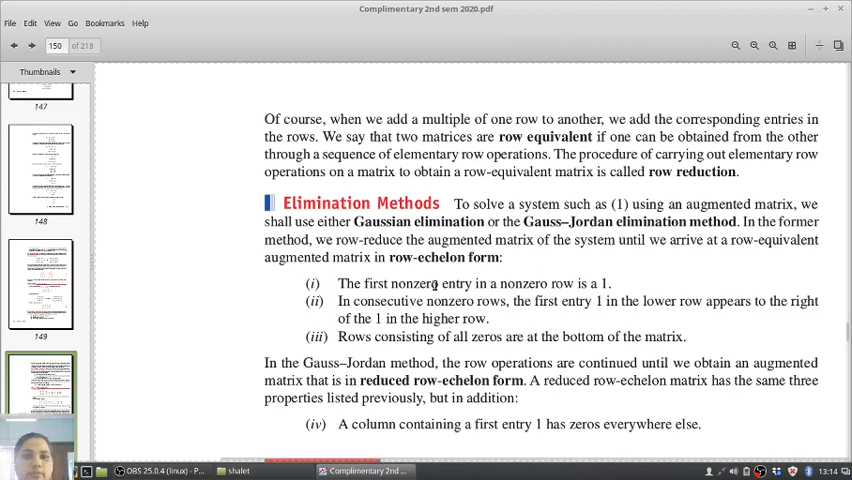 Complimentary 2nd sem 2020.pdf
File Edit View Go Bookmarks Help
150 of 218
Thumbnails
147
148
149
Of course, when we add a multiple of one row to another, we add the corresponding entries in
the rows. We say that two matrices are row equivalent if one can be obtained from the other
through a sequence of elementary row operations. The procedure of carrying out elementary row
operations on a matrix to obtain a row-equivalent matrix is called row reduction.
Elimination Methods To solve a system such as (1) using an augmented matrix, we
shall use either Gaussian elimination or the Gauss–Jordan elimination method. In the former
method, we row-reduce the augmented matrix of the system until we arrive at a row-equivalent
augmented matrix in row-echelon form:
(i) The first nonzero entry in a nonzero row is a 1.
(ii) In consecutive nonzero rows, the first entry 1 in the lower row appears to the right
of the 1 in the higher row.
(iii) Rows consisting of all zeros are at the bottom of the matrix.
In the Gauss–Jordan method, the row operations are continued until we obtain an augmented
matrix that is in reduced row-echelon form. A reduced row-echelon matrix has the same three
properties listed previously, but in addition:
(iv) A column containing a first entry 1 has zeros everywhere else.
OBS 25.0.4 (linux) - P... shalet Complimentary 2nd ... 13:14